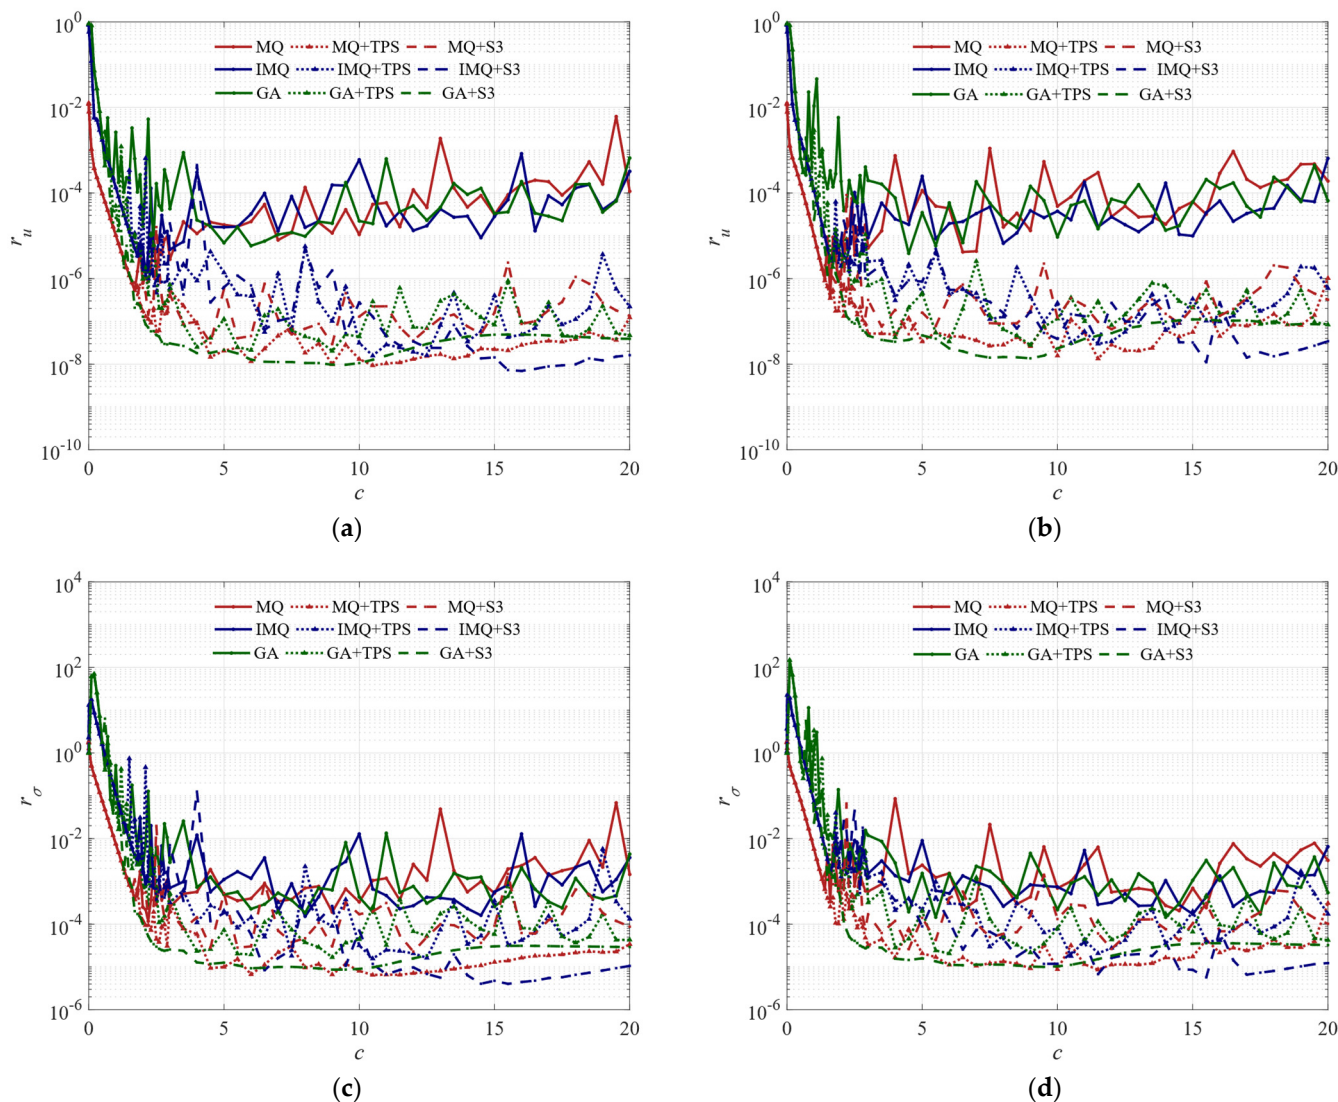 10^0
10^-2
10^-4
10^-6
10^-8
10^-10
r_u
MQ MQ+TPS MQ+S3
IMQ IMQ+TPS IMQ+S3
GA GA+TPS GA+S3
0 5 10 15 20
c
(a)
10^0
10^-2
10^-4
10^-6
10^-8
10^-10
r_u
MQ MQ+TPS MQ+S3
IMQ IMQ+TPS IMQ+S3
GA GA+TPS GA+S3
0 5 10 15 20
c
(b)
10^4
10^2
10^0
10^-2
10^-4
10^-6
r_σ
MQ MQ+TPS MQ+S3
IMQ IMQ+TPS IMQ+S3
GA GA+TPS GA+S3
0 5 10 15 20
c
(c)
10^4
10^2
10^0
10^-2
10^-4
10^-6
r_σ
MQ MQ+TPS MQ+S3
IMQ IMQ+TPS IMQ+S3
GA GA+TPS GA+S3
0 5 10 15 20
c
(d)